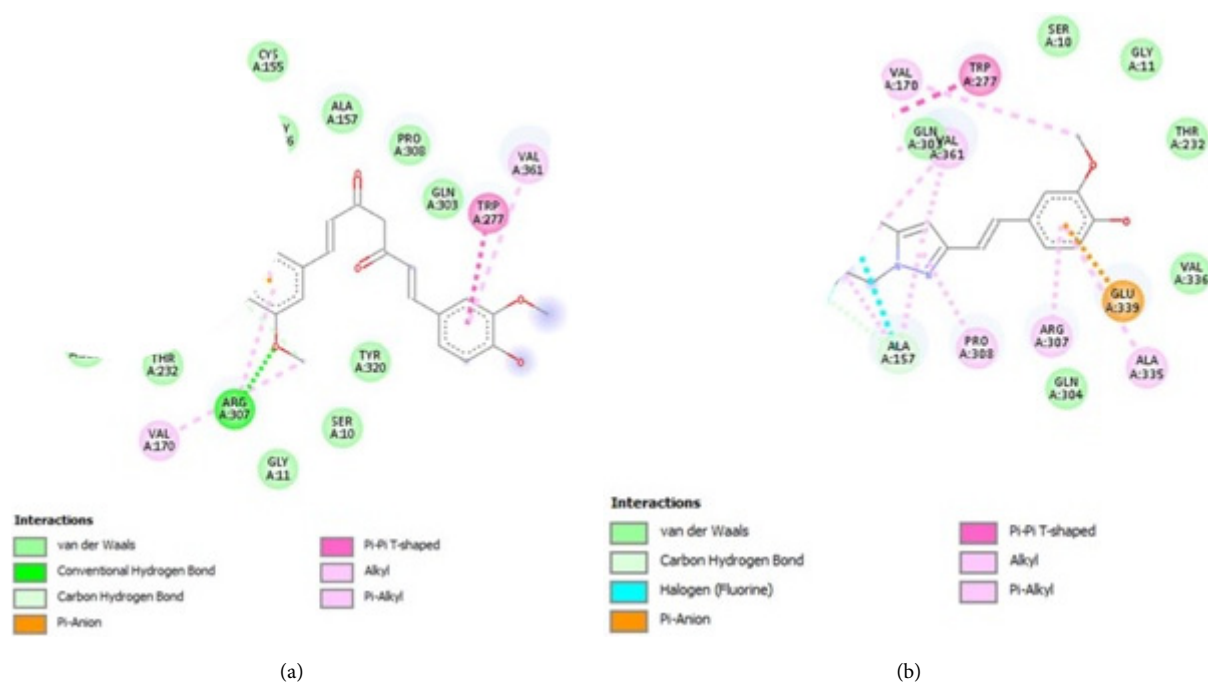 CYS
A:155
ALA
A:157
PRO
A:308
VAL
A:361
GLN
A:303
TRP
A:277
THR
A:232
TYR
A:320
ARG
A:307
VAL
A:170
SER
A:10
GLY
A:11
Interactions
van der Waals
Conventional Hydrogen Bond
Carbon Hydrogen Bond
Pi-Anion
Pi-Pi T-shaped
Alkyl
Pi-Alkyl
(a)
SER
A:10
GLY
A:11
VAL
A:170
TRP
A:277
THR
A:232
GLN
A:303
VAL
A:361
VAL
A:336
GLU
A:339
ALA
A:157
PRO
A:308
ARG
A:307
ALA
A:335
GLN
A:304
Interactions
van der Waals
Carbon Hydrogen Bond
Halogen (Fluorine)
Pi-Anion
Pi-Pi T-shaped
Alkyl
Pi-Alkyl
(b)